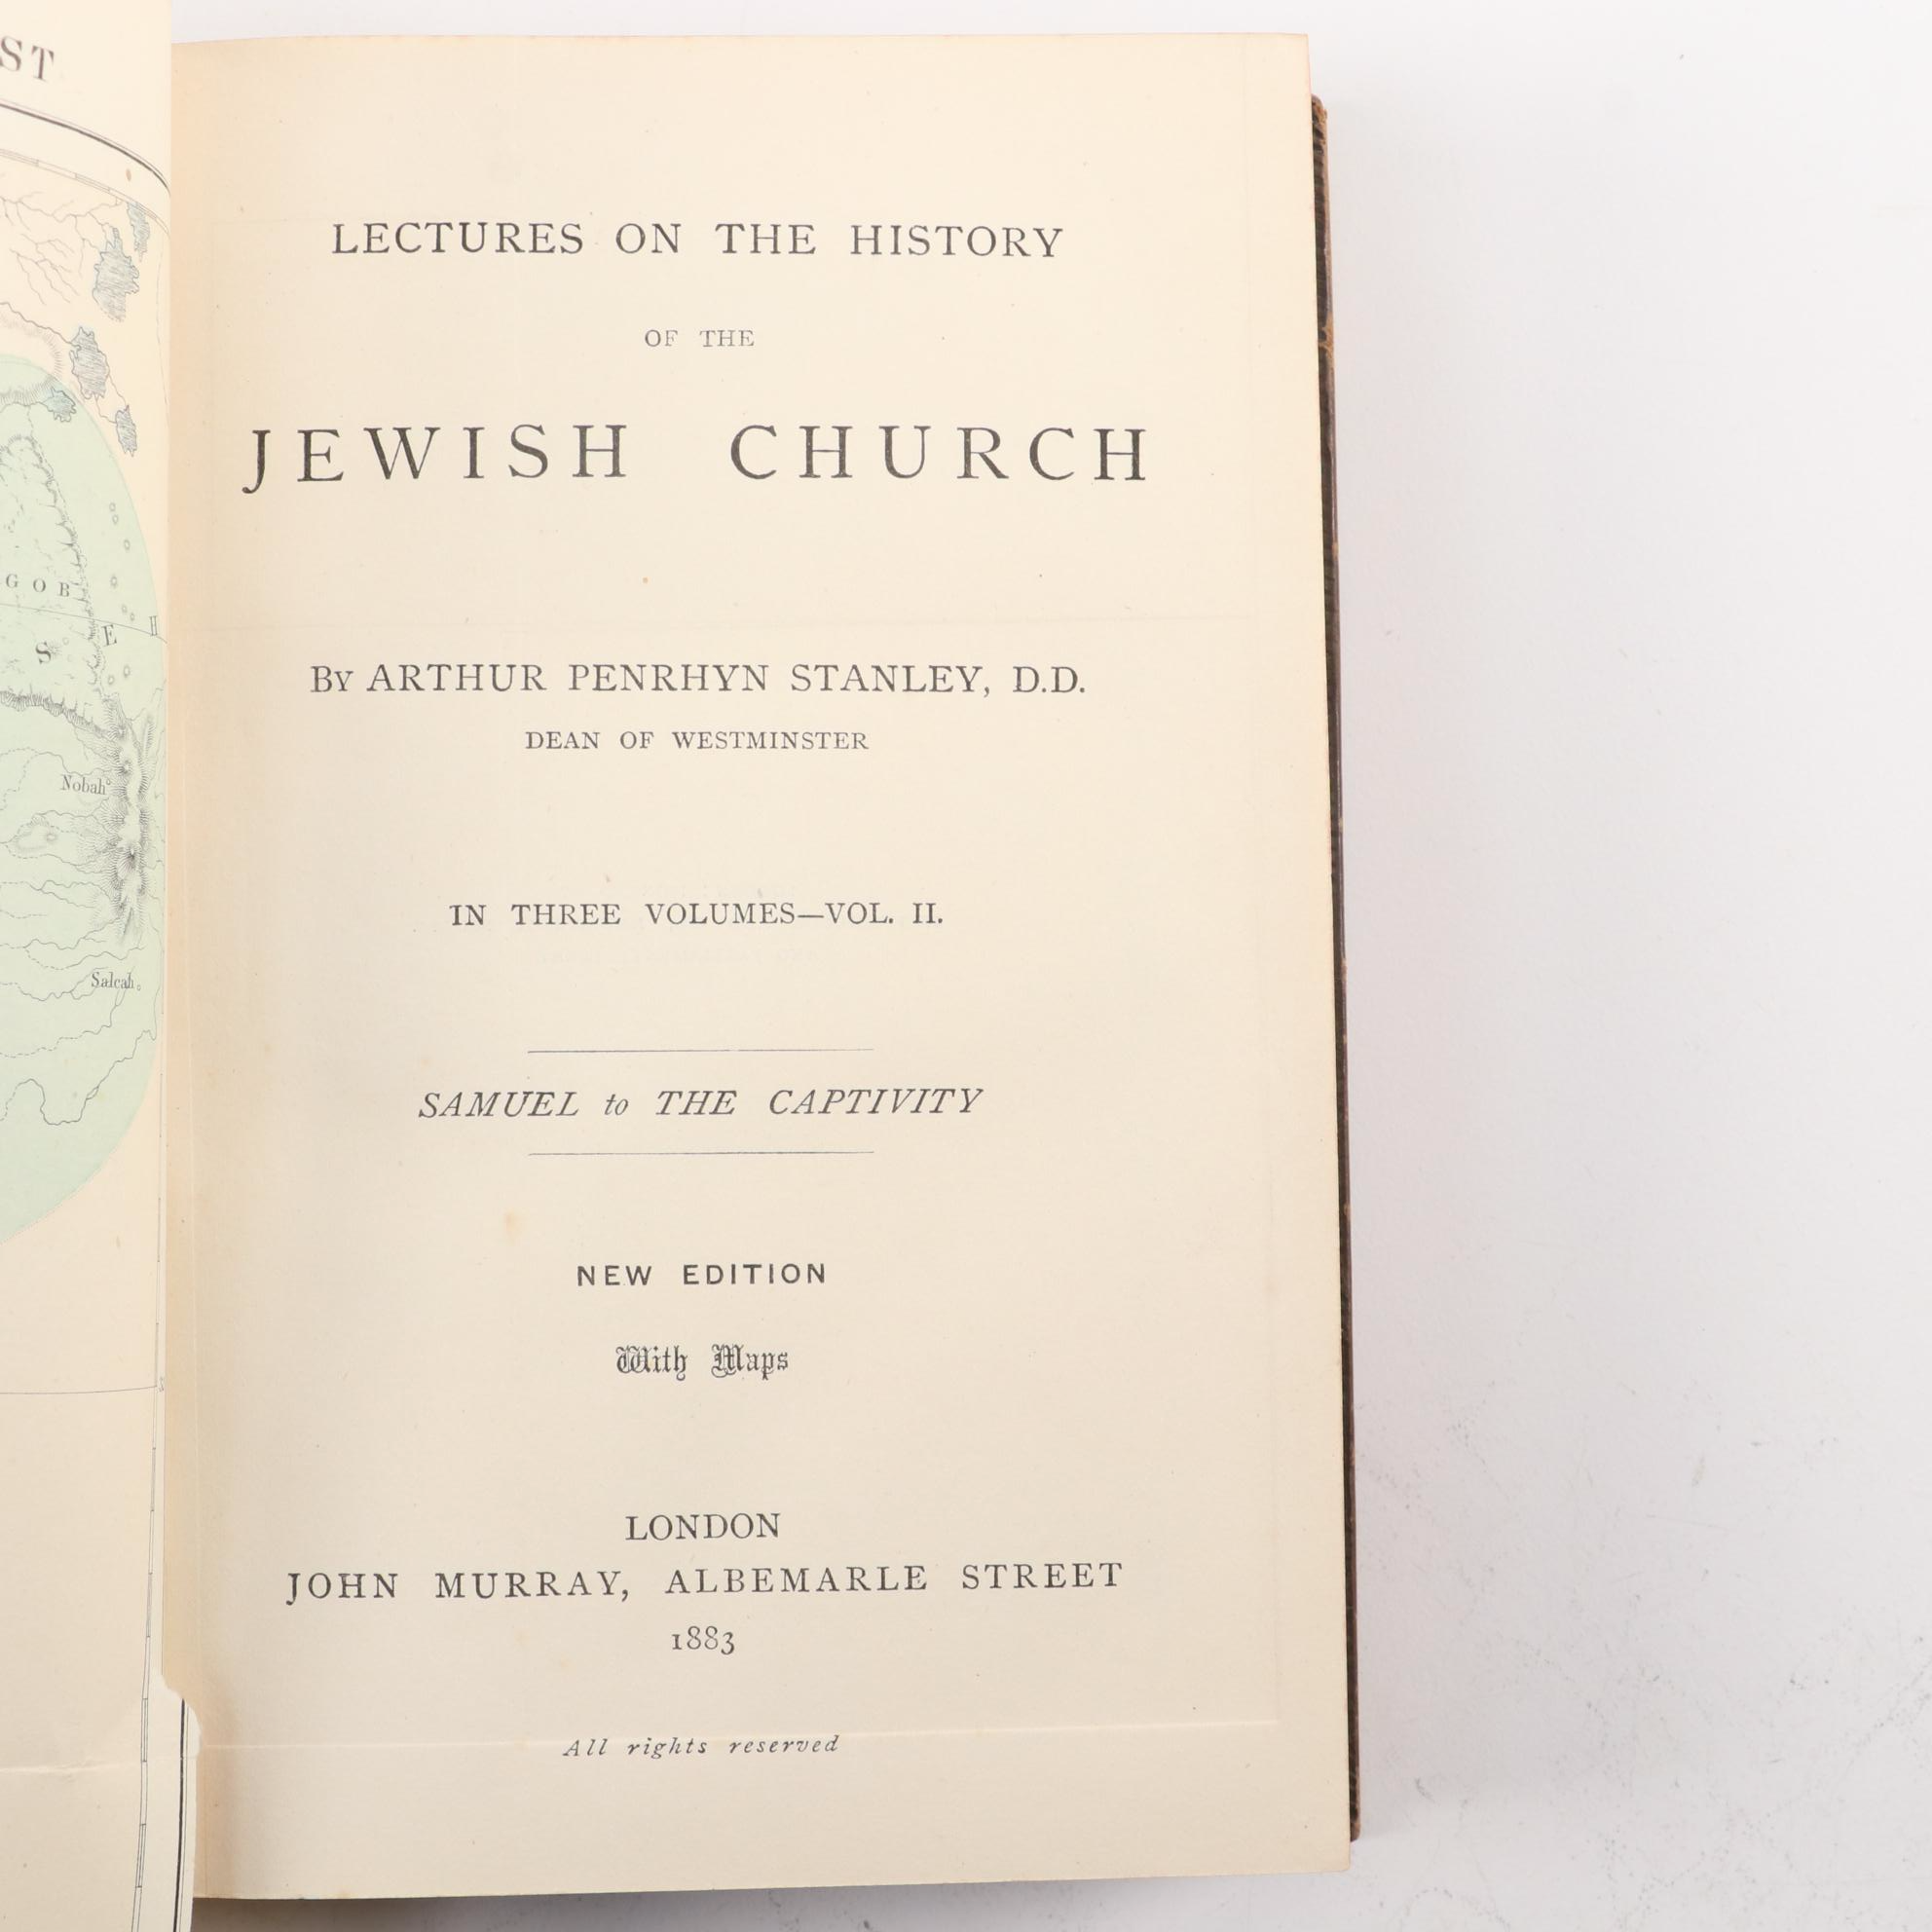 ST
GOB
S E H
Nobah
Salcah
LECTURES ON THE HISTORY
OF THE
JEWISH CHURCH
BY ARTHUR PENRHYN STANLEY, D.D.
DEAN OF WESTMINSTER
IN THREE VOLUMES—VOL. II.
SAMUEL to THE CAPTIVITY
NEW EDITION
With Maps
LONDON
JOHN MURRAY, ALBEMARLE STREET
1883
All rights reserved